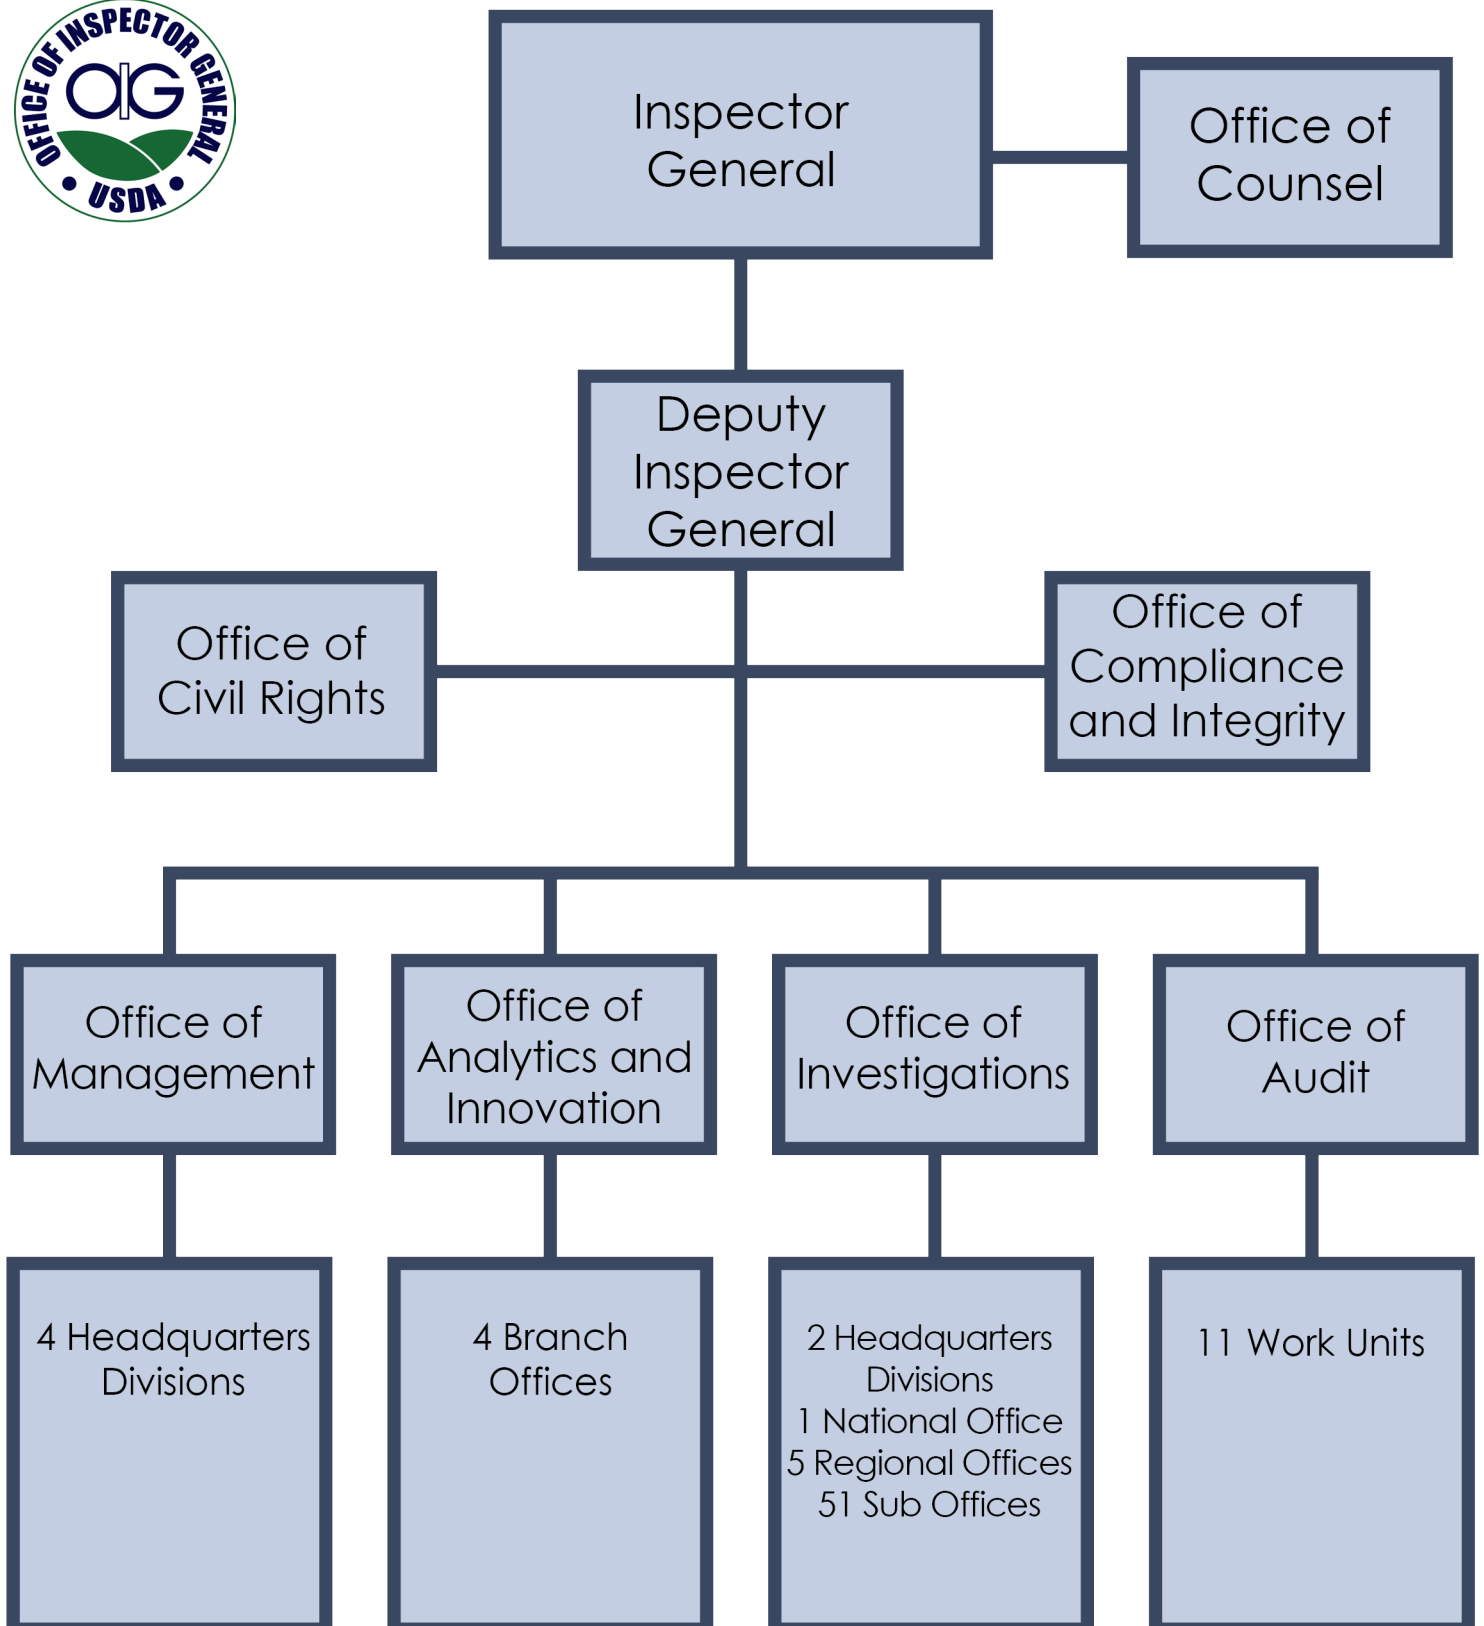 OFFICE OF INSPECTOR GENERAL
OIG
USDA
Inspector
General
Office of
Counsel
Deputy
Inspector
General
Office of
Civil Rights
Office of
Compliance
and Integrity
Office of
Management
Office of
Analytics and
Innovation
Office of
Investigations
Office of
Audit
4 Headquarters
Divisions
4 Branch
Offices
2 Headquarters
Divisions
1 National Office
5 Regional Offices
51 Sub Offices
11 Work Units